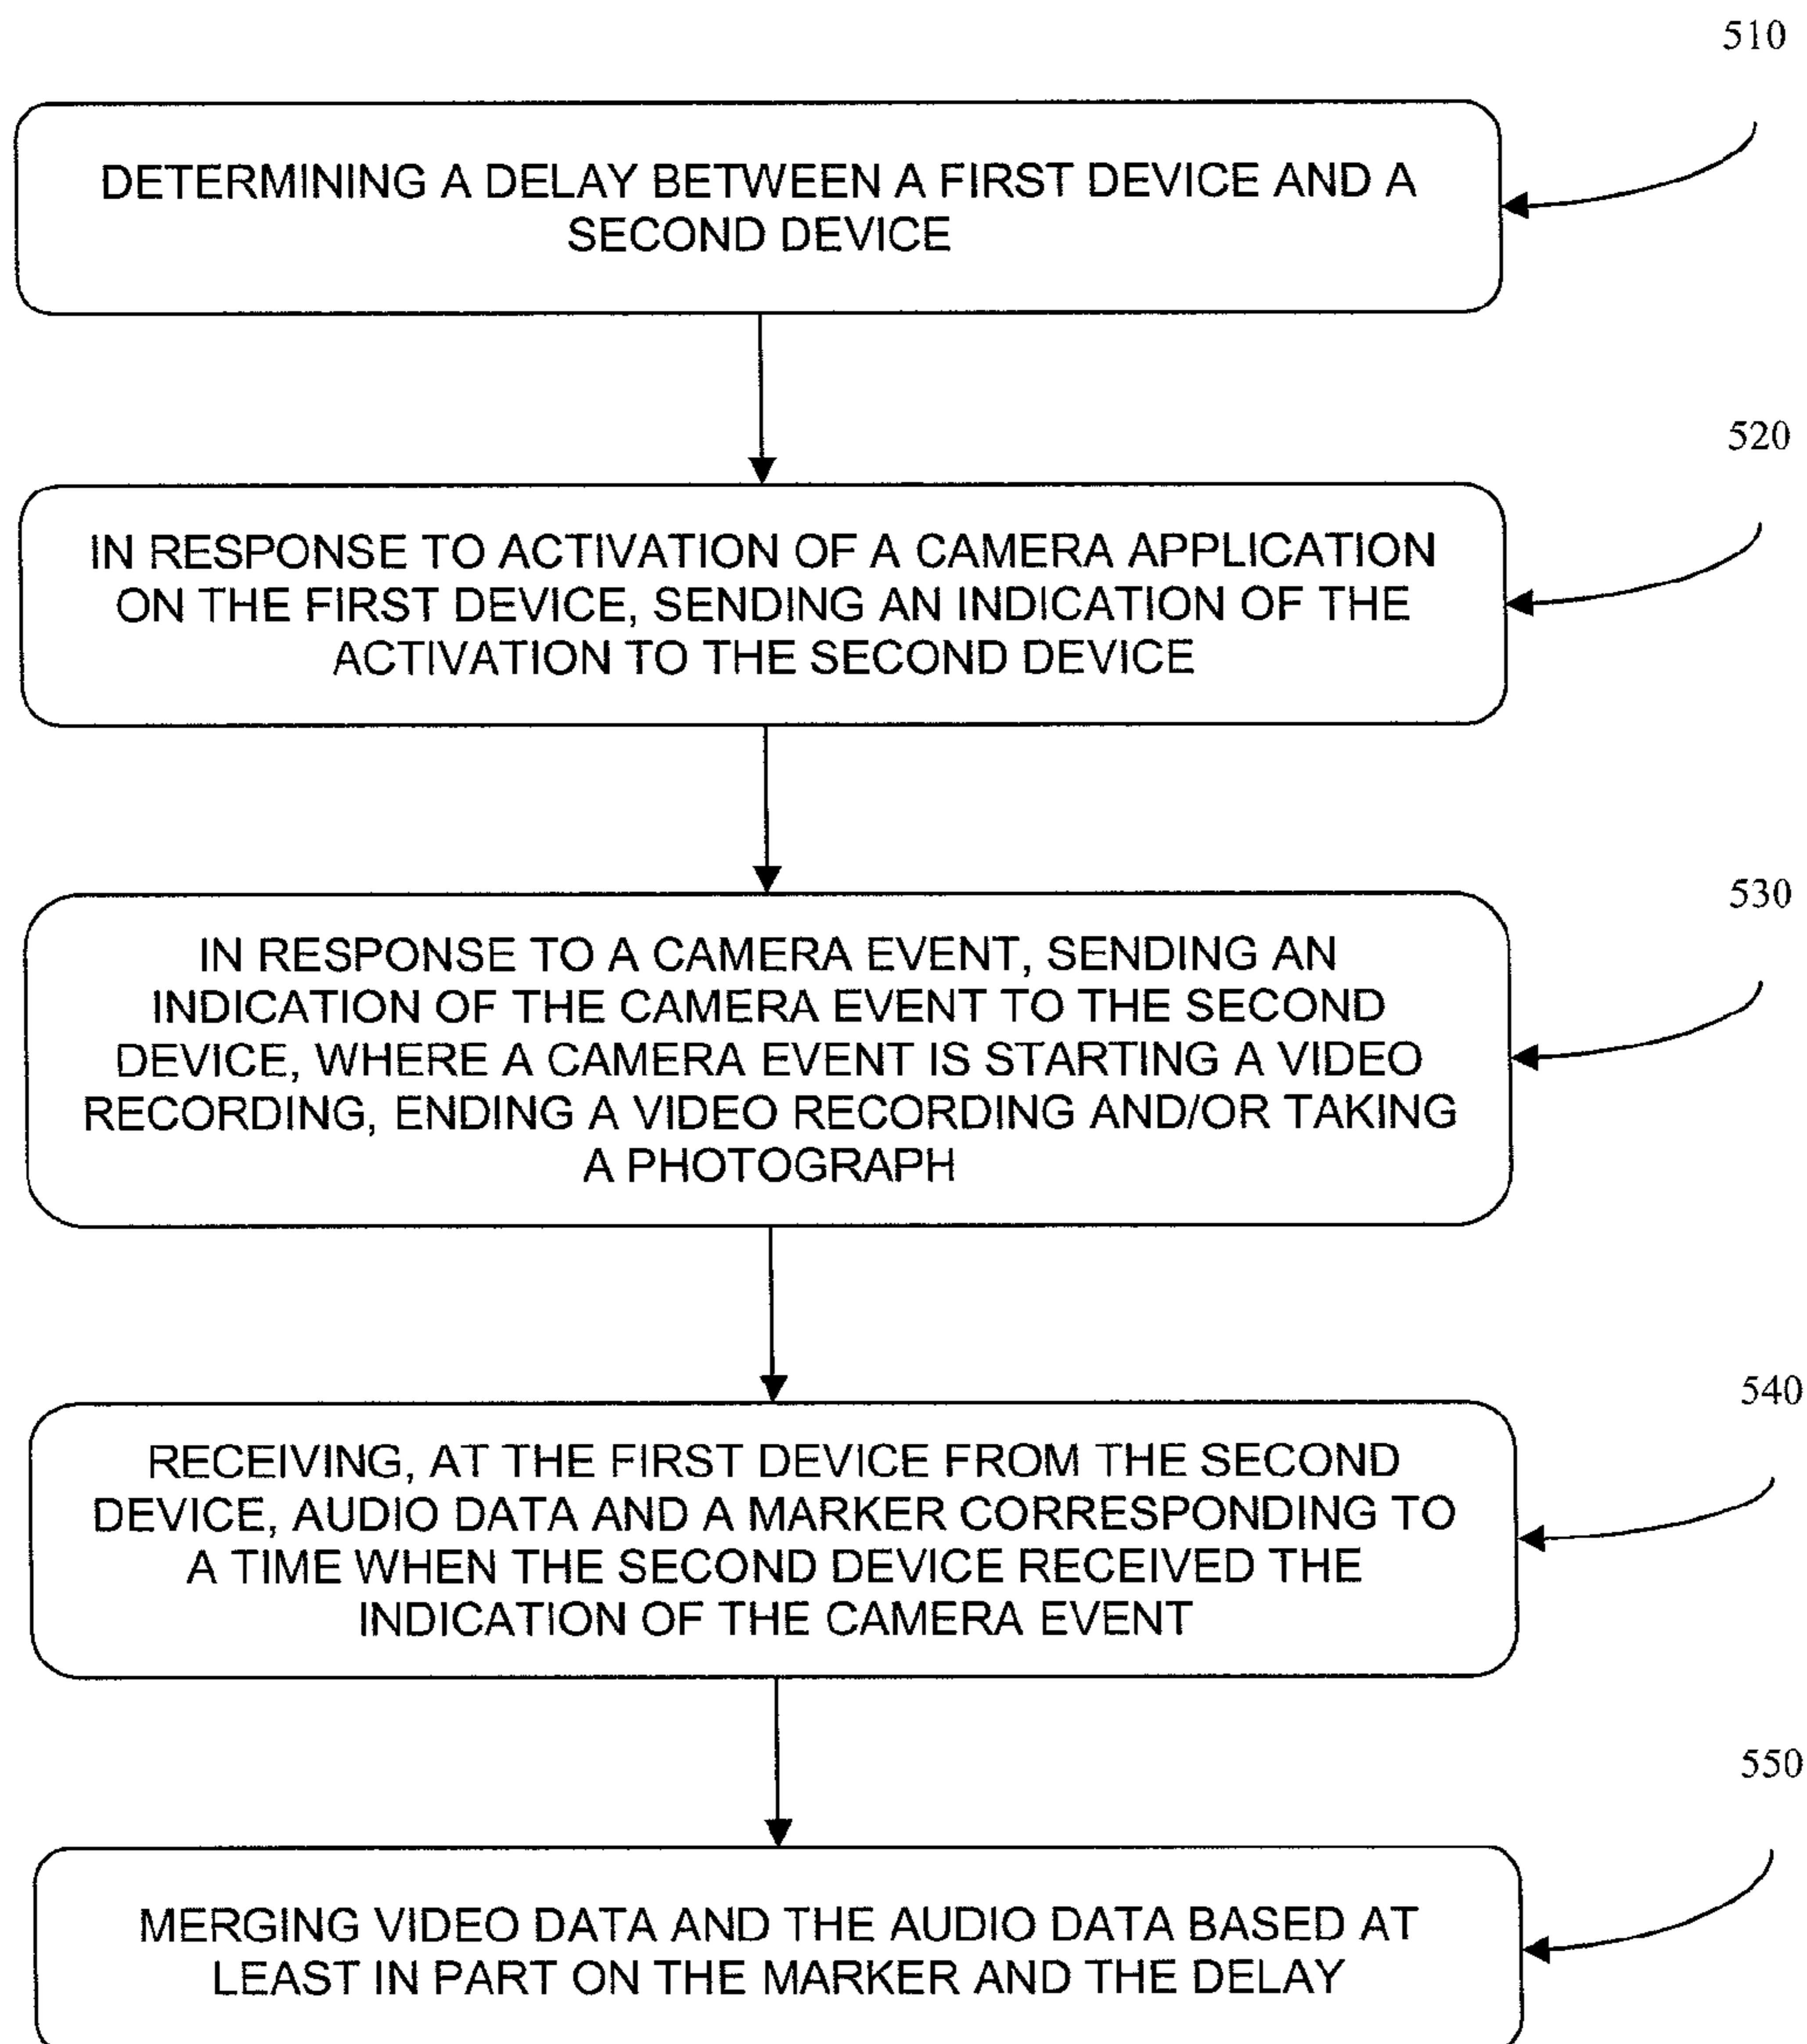 510
DETERMINING A DELAY BETWEEN A FIRST DEVICE AND A
SECOND DEVICE
520
IN RESPONSE TO ACTIVATION OF A CAMERA APPLICATION
ON THE FIRST DEVICE, SENDING AN INDICATION OF THE
ACTIVATION TO THE SECOND DEVICE
530
IN RESPONSE TO A CAMERA EVENT, SENDING AN
INDICATION OF THE CAMERA EVENT TO THE SECOND
DEVICE, WHERE A CAMERA EVENT IS STARTING A VIDEO
RECORDING, ENDING A VIDEO RECORDING AND/OR TAKING
A PHOTOGRAPH
540
RECEIVING, AT THE FIRST DEVICE FROM THE SECOND
DEVICE, AUDIO DATA AND A MARKER CORRESPONDING TO
A TIME WHEN THE SECOND DEVICE RECEIVED THE
INDICATION OF THE CAMERA EVENT
550
MERGING VIDEO DATA AND THE AUDIO DATA BASED AT
LEAST IN PART ON THE MARKER AND THE DELAY